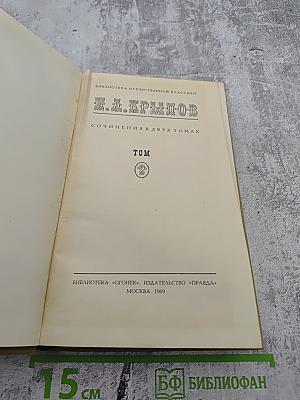 БИБЛИОТЕКА ОТЕЧЕСТВЕННОЙ КЛАССИКИ
И.А.КРЫЛОВ
СОЧИНЕНИЯ В ДВУХ ТОМАХ
ТОМ
2
БИБЛИОТЕКА «ОГОНЕК». ИЗДАТЕЛЬСТВО «ПРАВДА»
МОСКВА 1969
15 см
БФ БИБЛИОФАН